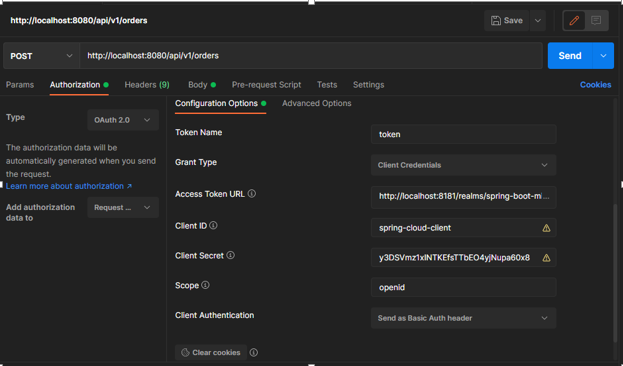 http://localhost:8080/api/v1/orders
Save
POST
http://localhost:8080/api/v1/orders
Send
Params
Authorization
Headers (9)
Body
Pre-request Script
Tests
Settings
Cookies
Type
OAuth 2.0
The authorization data will be
automatically generated when you send
the request.
Learn more about authorization ↗
Add authorization
data to
Request ...
Configuration Options
Advanced Options
Token Name
token
Grant Type
Client Credentials
Access Token URL
http://localhost:8181/realms/spring-boot-mi...
Client ID
spring-cloud-client
Client Secret
y3DSVmz1xINTKEfsTTbEO4yjNupa60x8
Scope
openid
Client Authentication
Send as Basic Auth header
Clear cookies